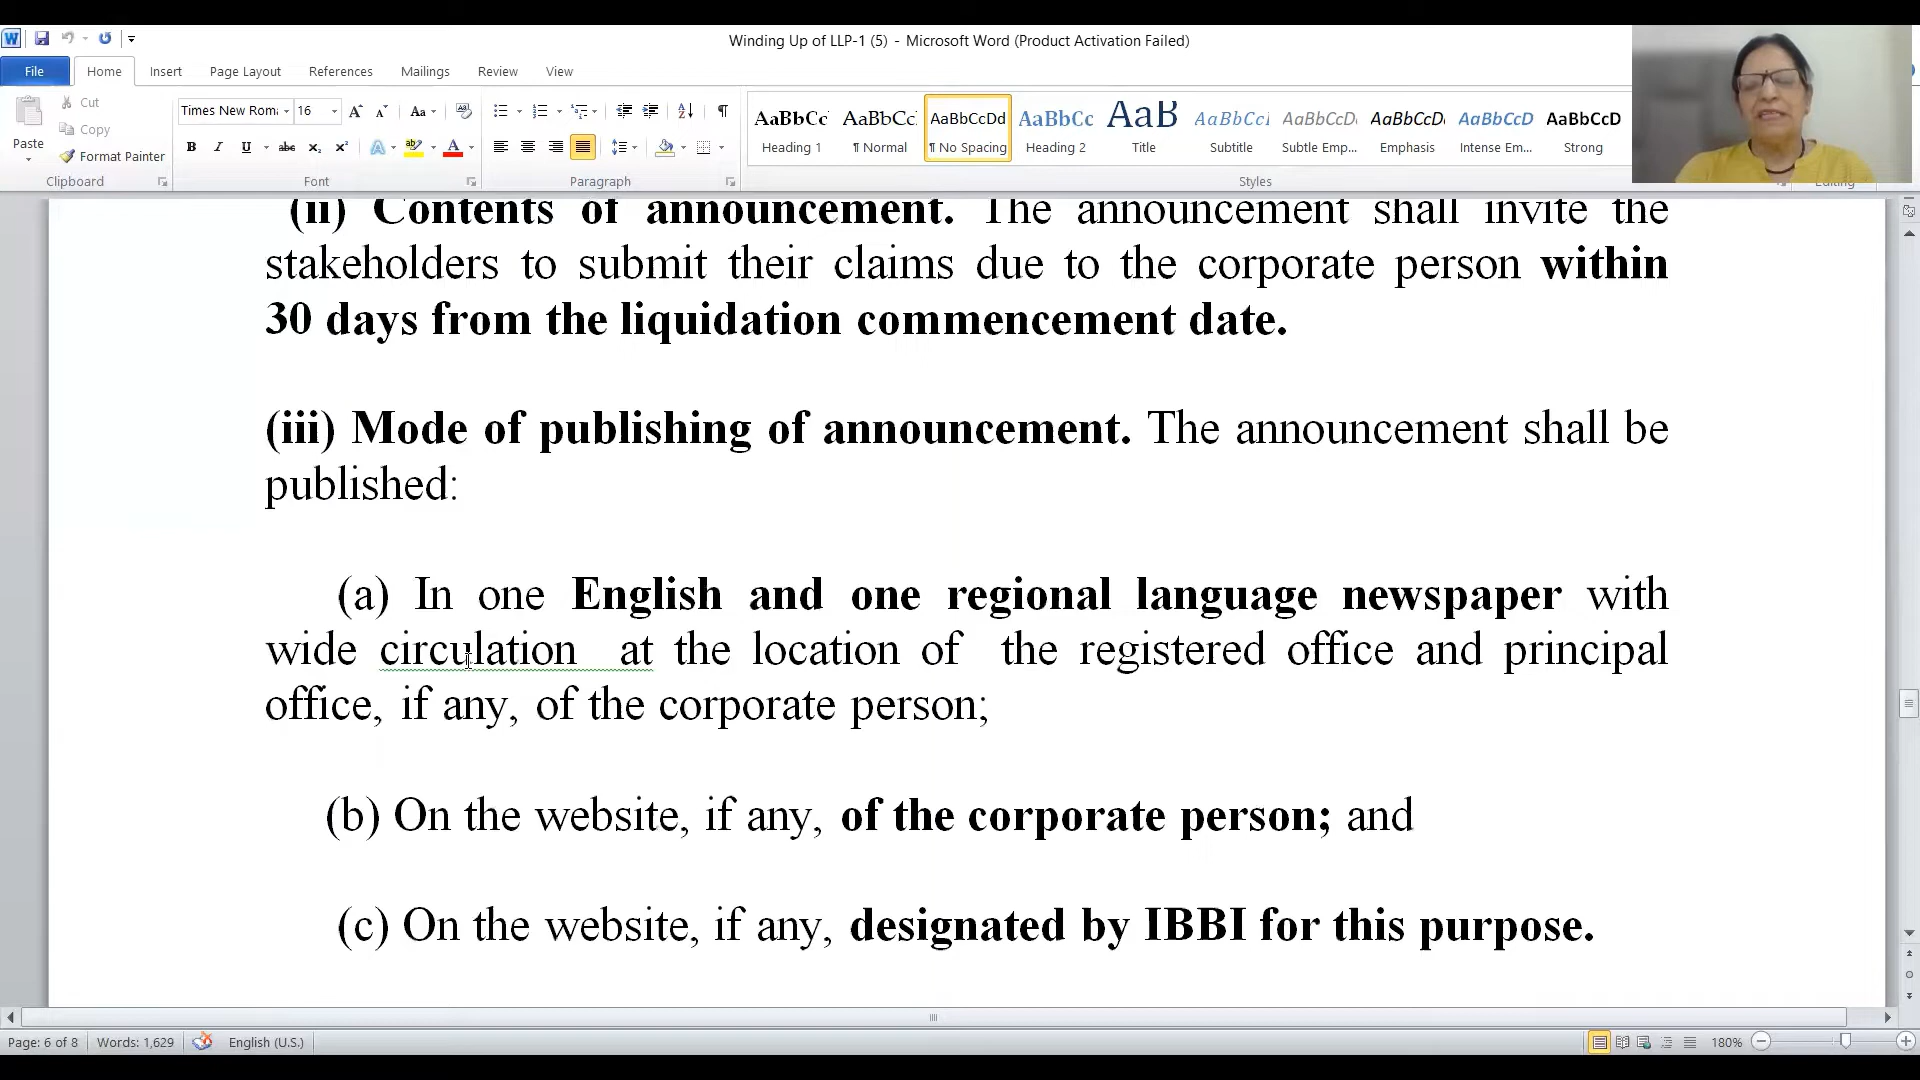 Winding Up of LLP-1 (5) - Microsoft Word (Product Activation Failed)
File Home Insert Page Layout References Mailings Review View
Cut
Copy
Format Painter
Paste
Times New Rom 16
AaBbCc AaBbCc AaBbCcDd AaBbCc AaB AaBbCcI AaBbCcD AaBbCcD AaBbCcD AaBbCcD
Heading 1 ¶ Normal ¶ No Spacing Heading 2 Title Subtitle Subtle Emp... Emphasis Intense Em... Strong
Clipboard Font Paragraph Styles Editing
(ii) Contents of announcement. The announcement shall invite the
stakeholders to submit their claims due to the corporate person within
30 days from the liquidation commencement date.
(iii) Mode of publishing of announcement. The announcement shall be
published:
(a) In one English and one regional language newspaper with
wide circulation at the location of the registered office and principal
office, if any, of the corporate person;
(b) On the website, if any, of the corporate person; and
(c) On the website, if any, designated by IBBI for this purpose.
Page: 6 of 8 Words: 1,629 English (U.S.) 180%